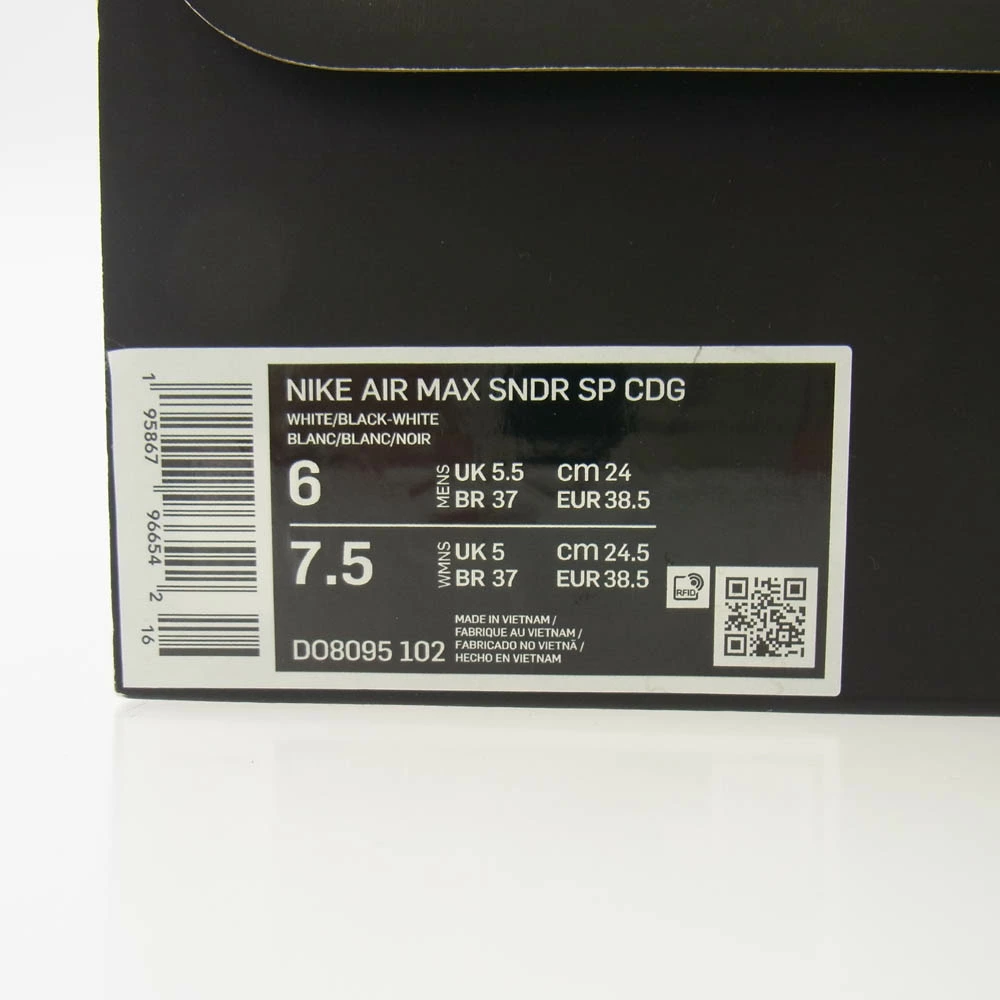 NIKE AIR MAX SNDR SP CDG
WHITE/BLACK-WHITE
BLANC/BLANC/NOIR
6 MENS UK 5.5 cm 24
BR 37 EUR 38.5
7.5 WMNS UK 5 cm 24.5
BR 37 EUR 38.5
RFID
DO8095 102
MADE IN VIETNAM /
FABRIQUE AU VIETNAM /
FABRICADO NO VIETNÃ /
HECHO EN VIETNAM
1 95867 96654 2 16